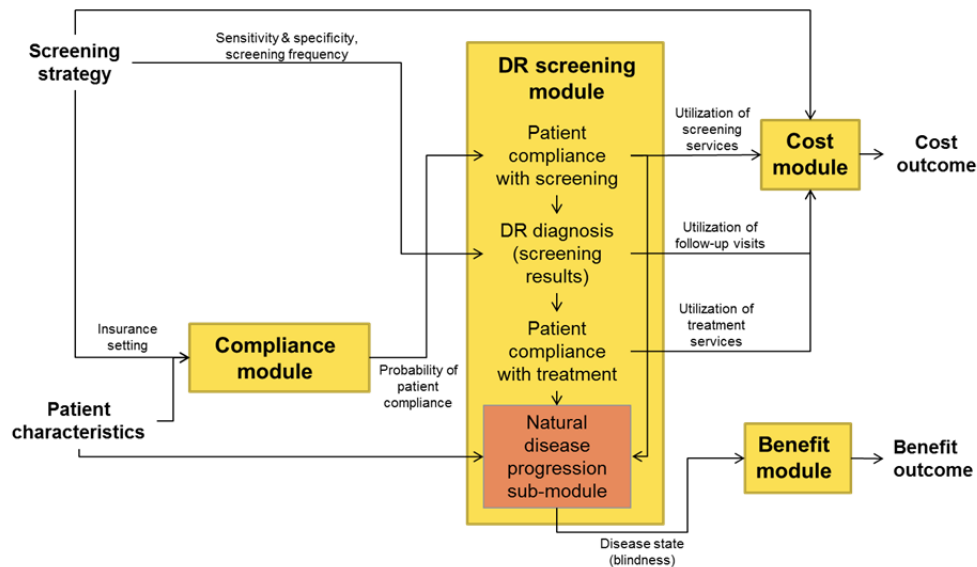 Screening
strategy
Sensitivity & specificity,
screening frequency
DR screening
module
Patient
compliance
with screening
DR diagnosis
(screening
results)
Patient
compliance
with treatment
Natural
disease
progression
sub-module
Utilization of
screening
services
Cost
module
Cost
outcome
Utilization of
follow-up visits
Utilization of
treatment
services
Insurance
setting
Compliance
module
Probability of
patient
compliance
Patient
characteristics
Benefit
module
Benefit
outcome
Disease state
(blindness)